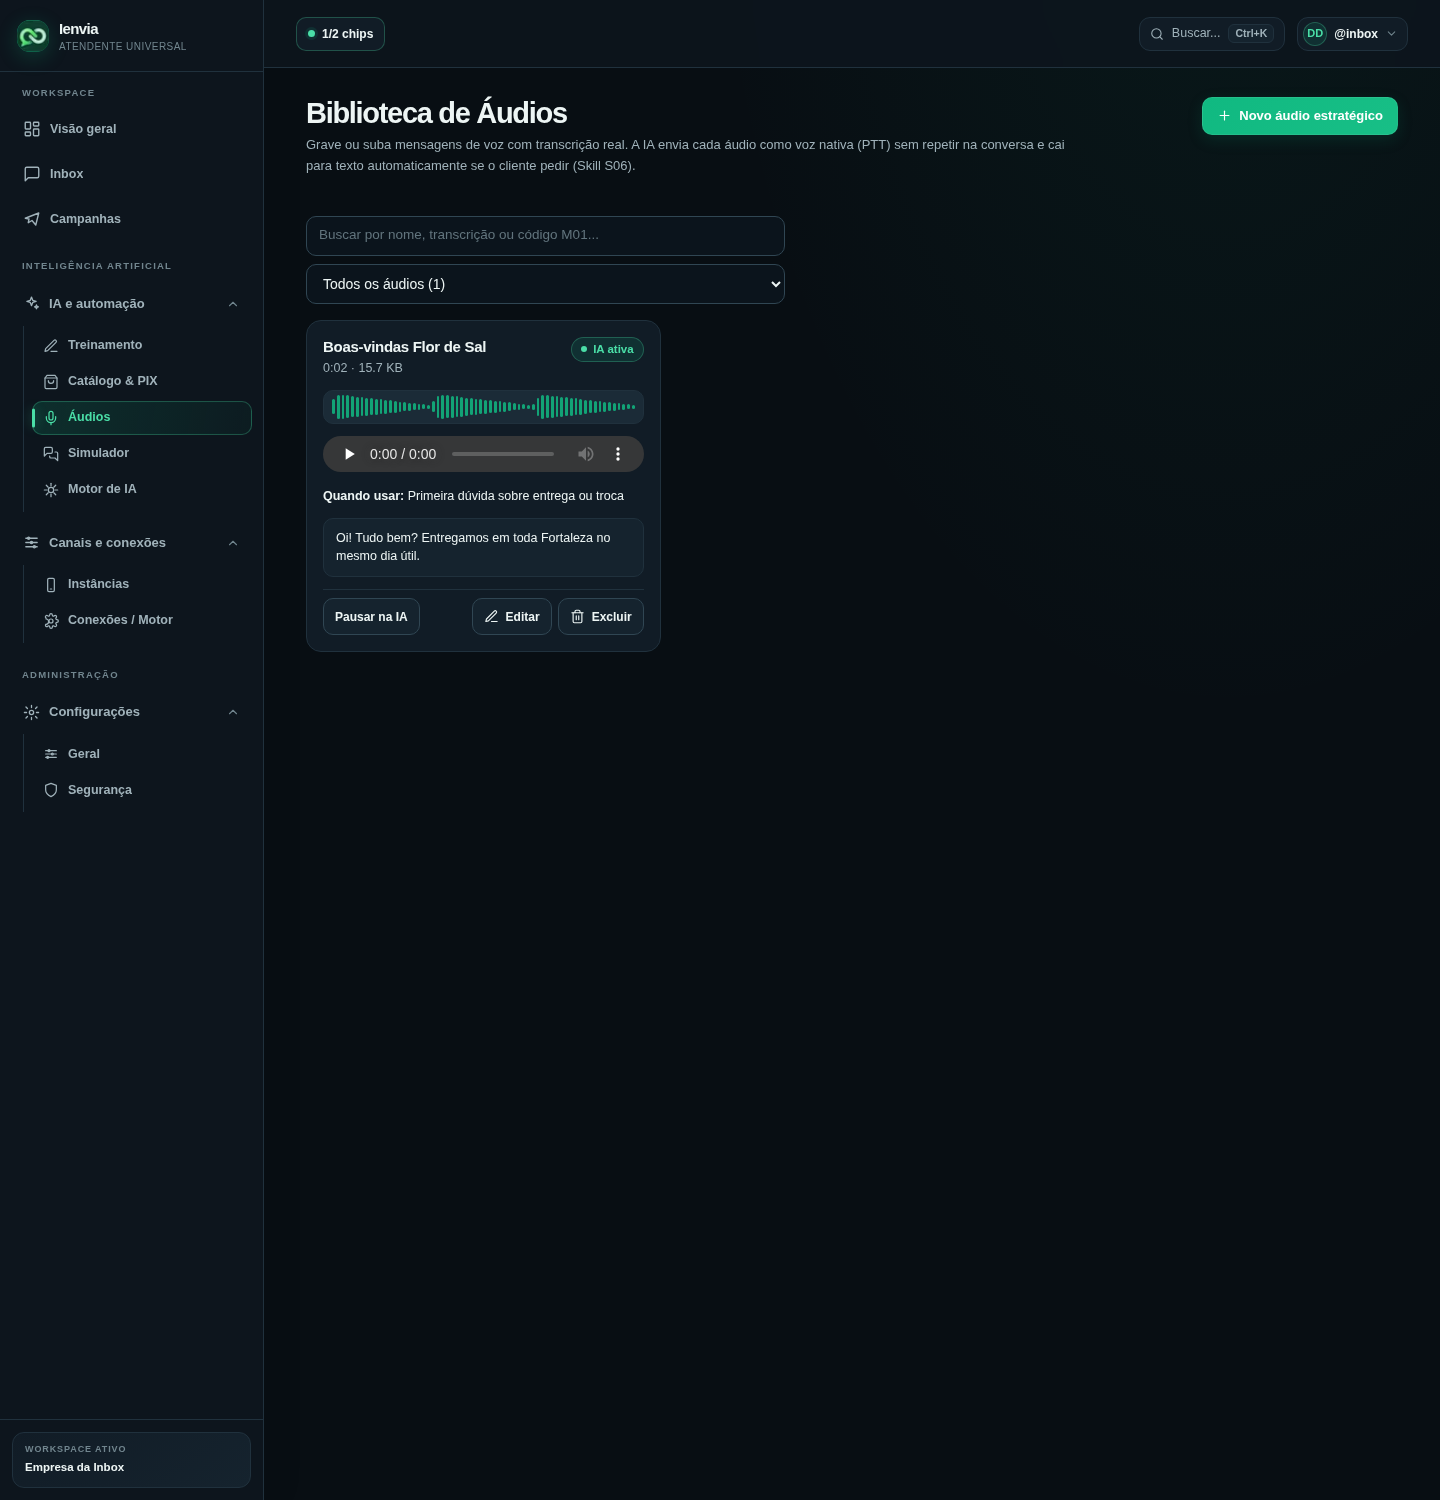 Ienvia
ATENDENTE UNIVERSAL
WORKSPACE
Visão geral
Inbox
Campanhas
INTELIGÊNCIA ARTIFICIAL
IA e automação
Treinamento
Catálogo & PIX
Áudios
Simulador
Motor de IA
Canais e conexões
Instâncias
Conexões / Motor
ADMINISTRAÇÃO
Configurações
Geral
Segurança
WORKSPACE ATIVO
Empresa da Inbox
1/2 chips
Buscar... Ctrl+K
DD @inbox
Biblioteca de Áudios
Grave ou suba mensagens de voz com transcrição real. A IA envia cada áudio como voz nativa (PTT) sem repetir na conversa e cai
para texto automaticamente se o cliente pedir (Skill S06).
Novo áudio estratégico
Buscar por nome, transcrição ou código M01...
Todos os áudios (1)
Boas-vindas Flor de Sal
IA ativa
0:02 · 15.7 KB
0:00 / 0:00
Quando usar: Primeira dúvida sobre entrega ou troca
Oi! Tudo bem? Entregamos em toda Fortaleza no
mesmo dia útil.
Pausar na IA
Editar
Excluir